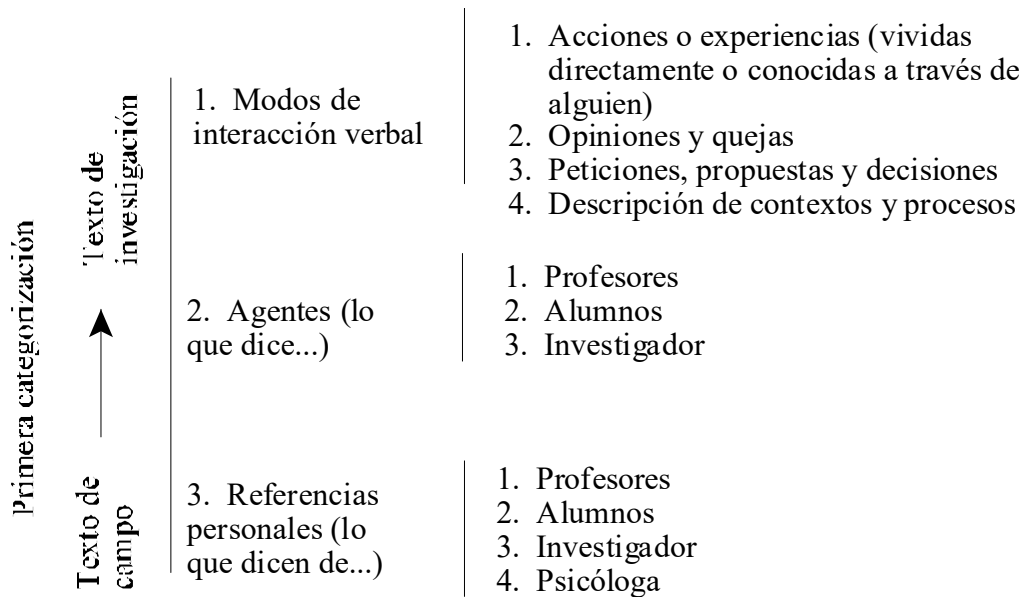 Primera categorización
Texto de
investigación
Texto de
campo
1. Modos de
interacción verbal
1. Acciones o experiencias (vividas
directamente o conocidas a través de
alguien)
2. Opiniones y quejas
3. Peticiones, propuestas y decisiones
4. Descripción de contextos y procesos
2. Agentes (lo
que dice...)
1. Profesores
2. Alumnos
3. Investigador
3. Referencias
personales (lo
que dicen de...)
1. Profesores
2. Alumnos
3. Investigador
4. Psicóloga